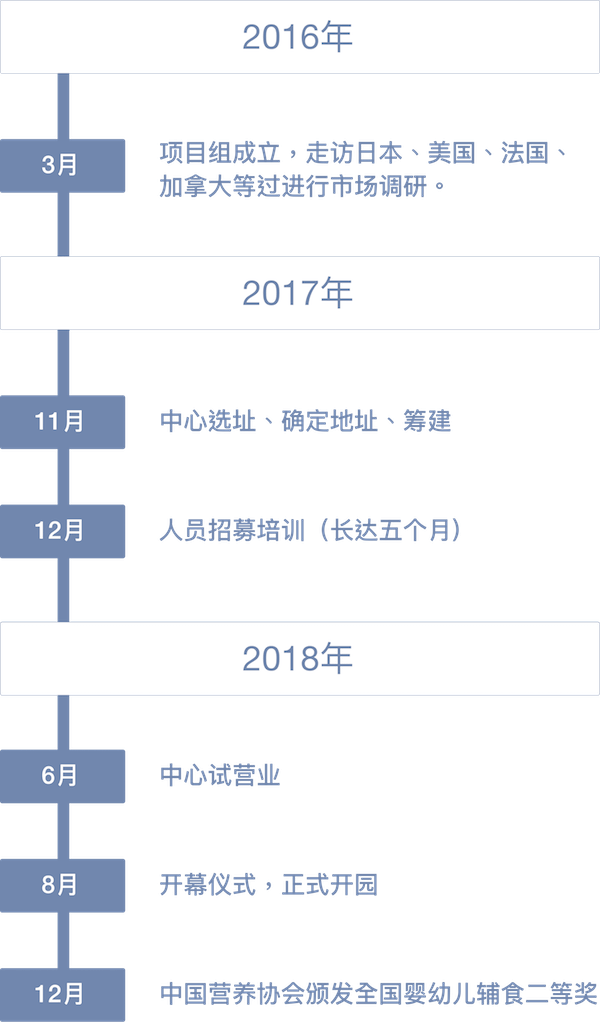 2016年
3月
项目组成立，走访日本、美国、法国、
加拿大等过进行市场调研。
2017年
11月
中心选址、确定地址、筹建
12月
人员招募培训（长达五个月）
2018年
6月
中心试营业
8月
开幕仪式，正式开园
12月
中国营养协会颁发全国婴幼儿辅食二等奖